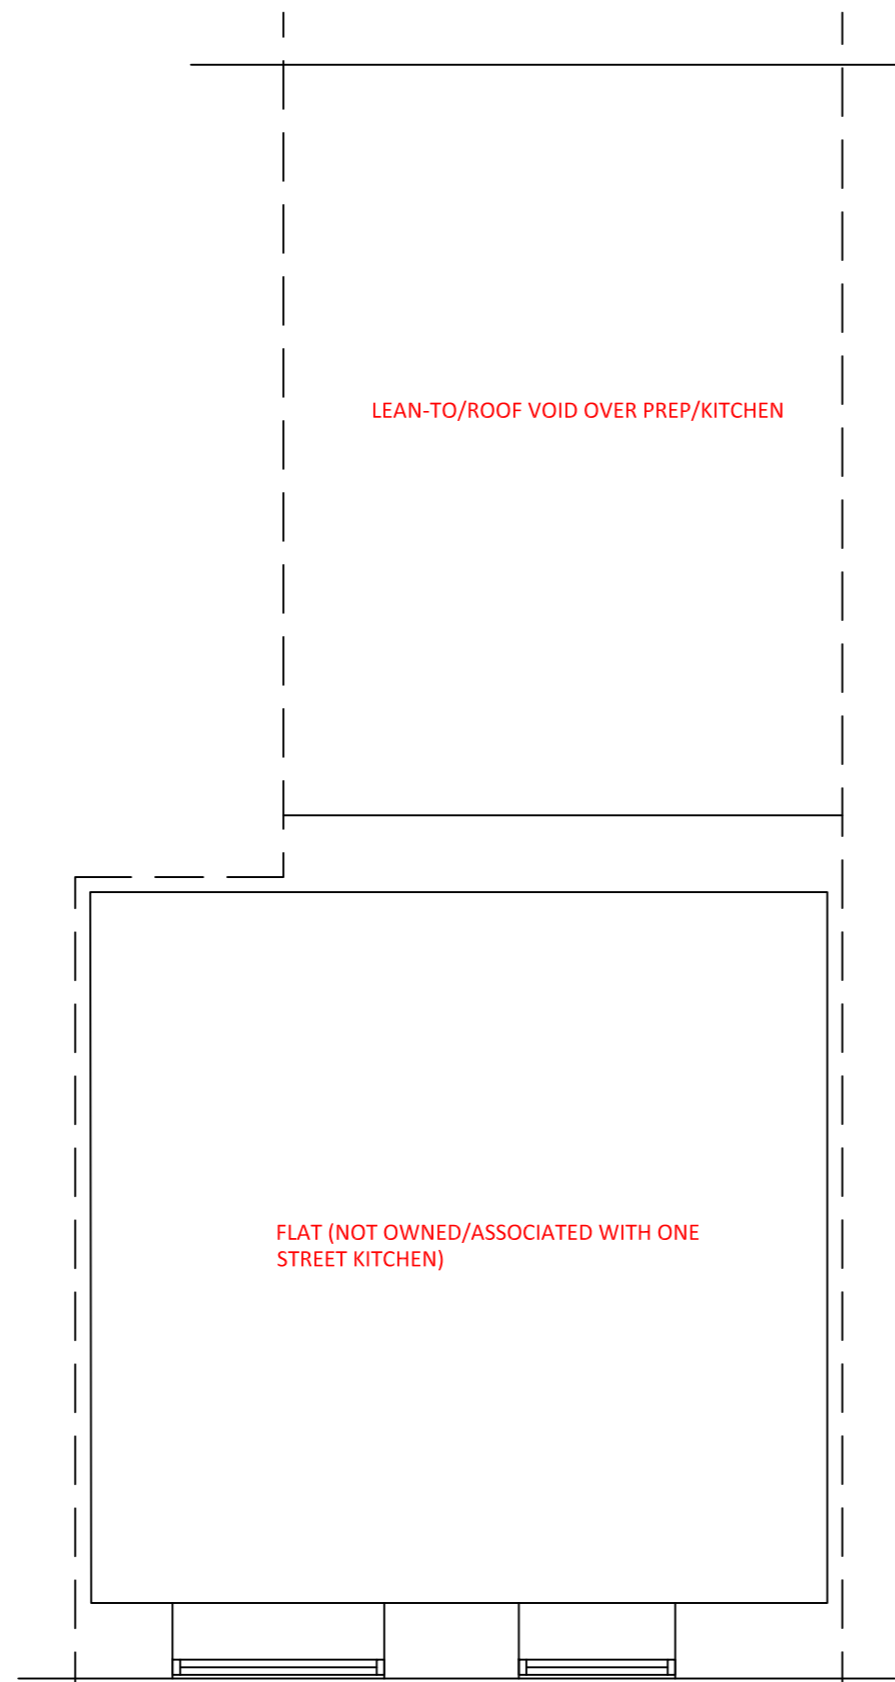 LEAN-TO/ROOF VOID OVER PREP/KITCHEN
FLAT (NOT OWNED/ASSOCIATED WITH ONE
STREET KITCHEN)